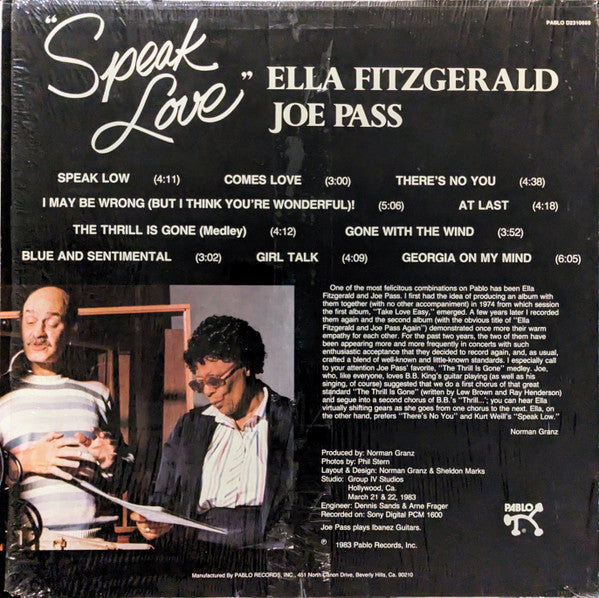 PABLO D2310888
"Speak Love"
ELLA FITZGERALD
JOE PASS
SPEAK LOW (4:11) COMES LOVE (3:00) THERE'S NO YOU (4:38)
I MAY BE WRONG (BUT I THINK YOU'RE WONDERFUL)! (5:06) AT LAST (4:18)
THE THRILL IS GONE (Medley) (4:12) GONE WITH THE WIND (3:52)
BLUE AND SENTIMENTAL (3:02) GIRL TALK (4:09) GEORGIA ON MY MIND (6:05)
One of the most felicitous combinations on Pablo has been Ella
Fitzgerald and Joe Pass. I first had the idea of producing an album with
them together (with no other accompaniment) in 1974 from which session
the first album, "Take Love Easy," emerged. A few years later I recorded
them again and the second album (with the obvious title of "Ella
Fitzgerald and Joe Pass Again") demonstrated once more their warm
empathy for each other. For the past two years, the two of them have
been appearing more and more frequently in concerts with such
enthusiastic acceptance that they decided to record again, and, as usual,
crafted a blend of well-known and little-known standards. I especially call
to your attention Joe Pass' favorite, "The Thrill Is Gone" medley. Joe,
who, like everyone, loves B.B. King's guitar playing (as well as his
singing, of course) suggested that we do a first chorus of that great
standard "The Thrill Is Gone" (written by Lew Brown and Ray Henderson)
and segue into a second chorus of B.B.'s "Thrill...'; you can hear Ella
virtually shifting gears as she goes from one chorus to the next. Ella, on
the other hand, prefers "There's No You" and Kurt Weill's "Speak Low."
Norman Granz
Produced by: Norman Granz
Photos by: Phil Stern
Layout & Design: Norman Granz & Sheldon Marks
Studio: Group IV Studios
Hollywood, Ca.
March 21 & 22, 1983
Engineer: Dennis Sands & Arne Frager
Recorded on: Sony Digital PCM 1600
Joe Pass plays Ibanez Guitars.
℗ 1983 Pablo Records, Inc.
PABLO
Manufactured by PABLO RECORDS, INC., 451 North Canon Drive, Beverly Hills, Ca. 90210